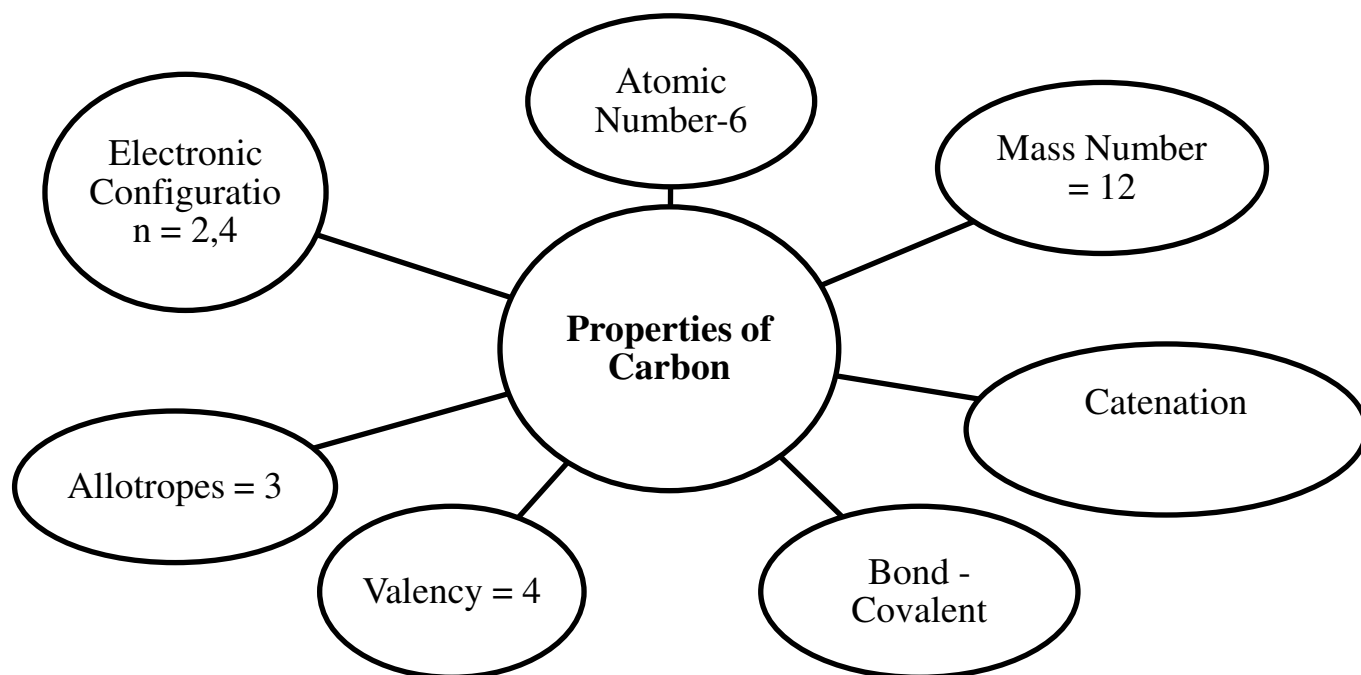 Atomic
Number-6
Electronic
Configuratio
n = 2,4
Mass Number
= 12
Properties of
Carbon
Catenation
Allotropes = 3
Valency = 4
Bond -
Covalent